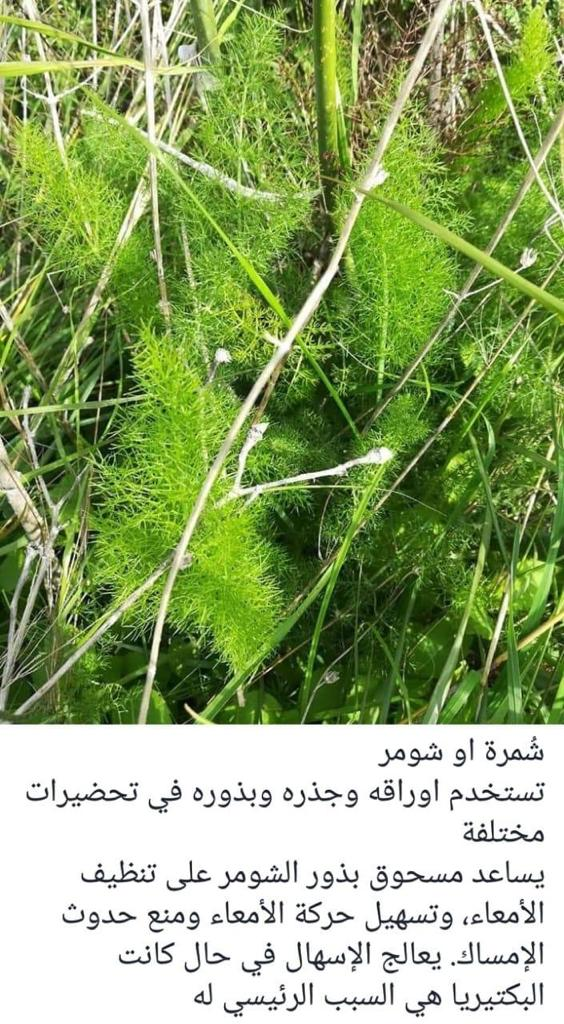 شُمرة او شومر
تستخدم اوراقه وجذره وبذوره في تحضيرات
مختلفة
يساعد مسحوق بذور الشومر على تنظيف
الأمعاء، وتسهيل حركة الأمعاء ومنع حدوث
الإمساك. يعالج الإسهال في حال كانت
البكتيريا هي السبب الرئيسي له